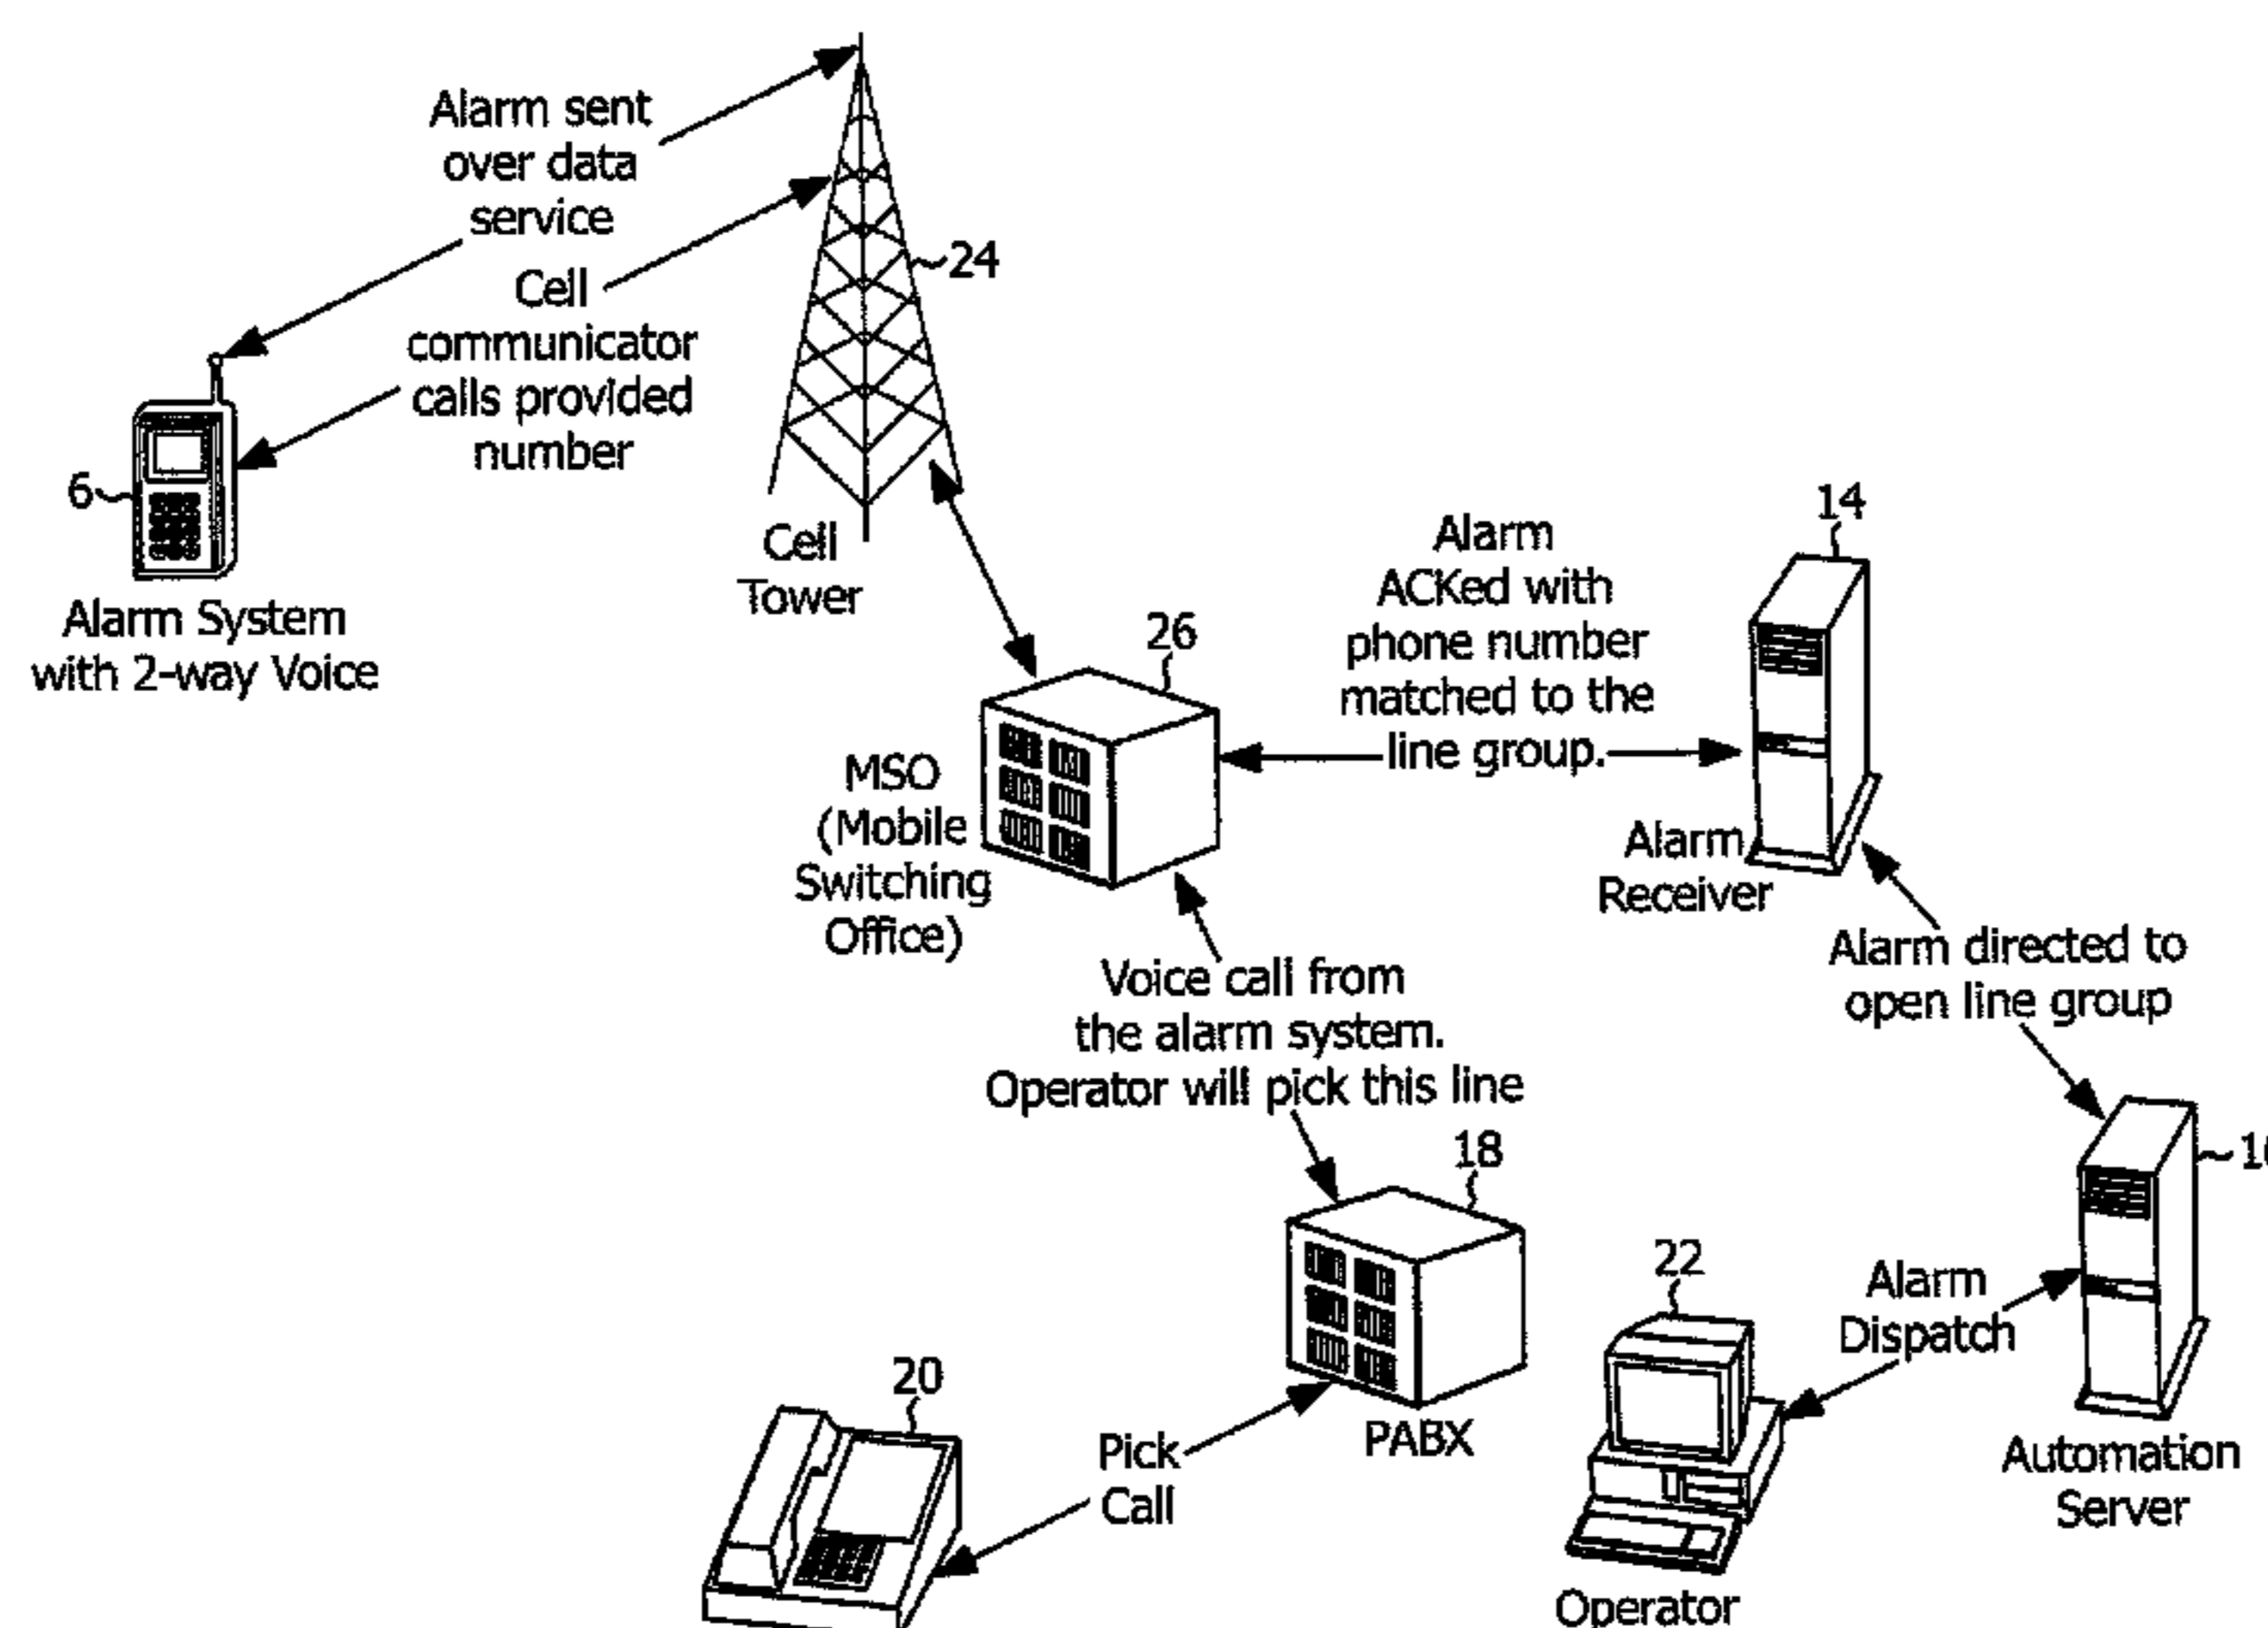 Alarm sent
over data
service
Cell
communicator
calls provided
number
24
6
Alarm System
with 2-way Voice
Cell
Tower
26
MSO
(Mobile
Switching
Office)
Alarm
ACKed with
phone number
matched to the
line group.
14
Alarm
Receiver
Alarm directed to
open line group
Voice call from
the alarm system.
Operator will pick this line
18
PABX
22
Alarm
Dispatch
Automation
Server
20
Pick
Call
Operator